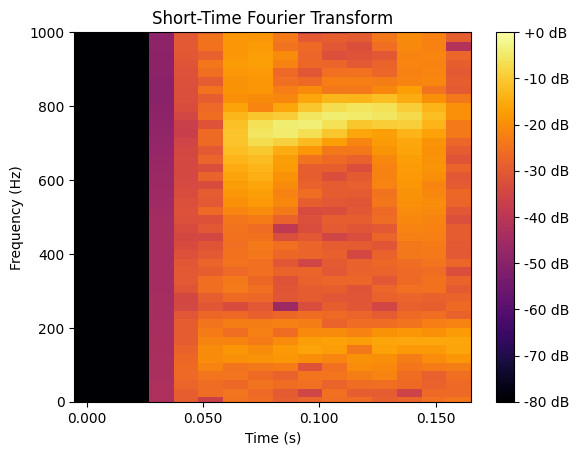 Short-Time Fourier Transform
1000
800
600
400
200
0
Frequency (Hz)
0.000
0.050
0.100
0.150
Time (s)
+0 dB
-10 dB
-20 dB
-30 dB
-40 dB
-50 dB
-60 dB
-70 dB
-80 dB